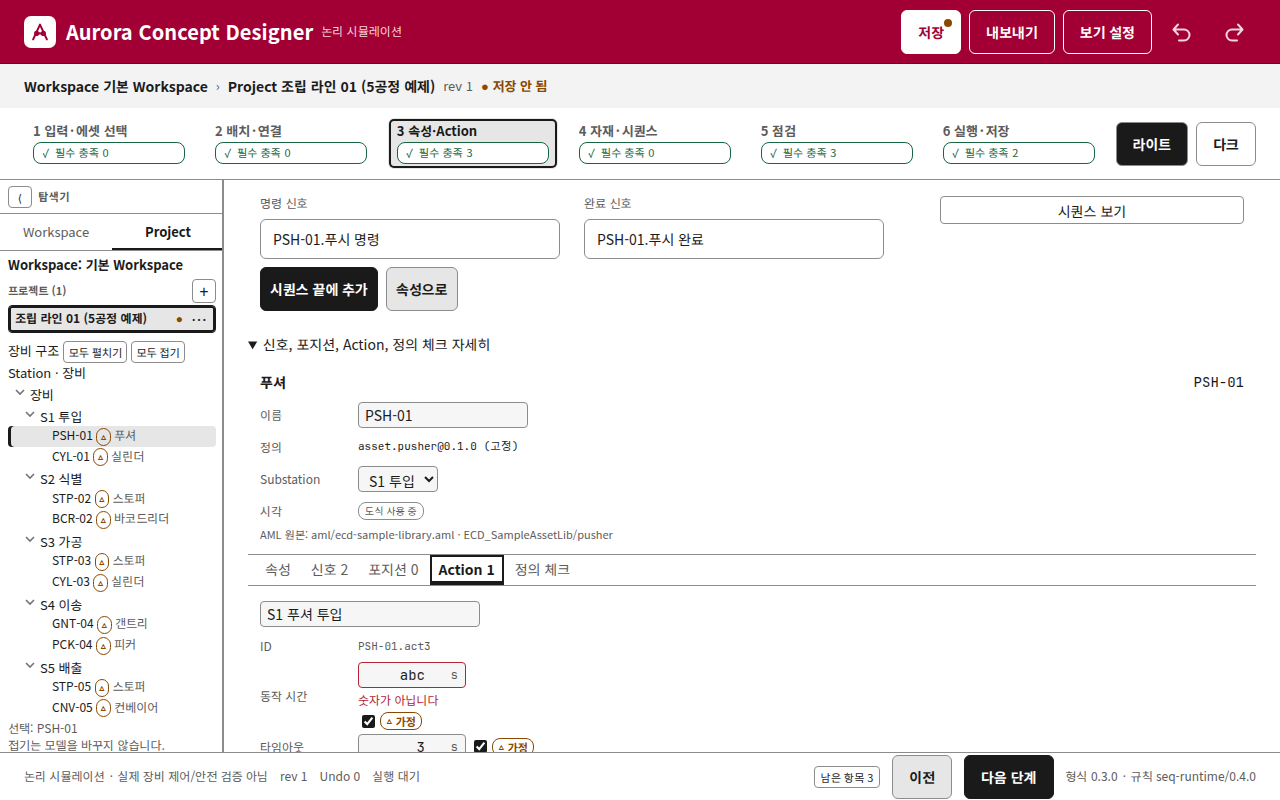 Aurora Concept Designer 논리 시뮬레이션 저장 내보내기 보기 설정
Workspace 기본 Workspace › Project 조립 라인 01 (5공정 예제) rev 1 ● 저장 안 됨
1 입력·에셋 선택 2 배치·연결 3 속성·Action 4 자재·시퀀스 5 점검 6 실행·저장
√ 필수 충족 0 √ 필수 충족 0 √ 필수 충족 3 √ 필수 충족 0 √ 필수 충족 3 √ 필수 충족 2
라이트 다크
⟨ 탐색기
Workspace Project
Workspace: 기본 Workspace
프로젝트 (1) +
조립 라인 01 (5공정 예제) ● ···
장비 구조 모두 펼치기 모두 접기
Station · 장비
장비
S1 투입
PSH-01 ▵ 푸셔
CYL-01 ▵ 실린더
S2 식별
STP-02 ▵ 스토퍼
BCR-02 ▵ 바코드리더
S3 가공
STP-03 ▵ 스토퍼
CYL-03 ▵ 실린더
S4 이송
GNT-04 ▵ 갠트리
PCK-04 ▵ 피커
S5 배출
STP-05 ▵ 스토퍼
CNV-05 ▵ 컨베이어
선택: PSH-01
접기는 모델을 바꾸지 않습니다.
명령 신호 완료 신호
PSH-01.푸시 명령 PSH-01.푸시 완료
시퀀스 보기
시퀀스 끝에 추가 속성으로
▼ 신호, 포지션, Action, 정의 체크 자세히
푸셔 PSH-01
이름 PSH-01
정의 asset.pusher@0.1.0 (고정)
Substation S1 투입
시각 도식 사용 중
AML 원본: aml/ecd-sample-library.aml · ECD_SampleAssetLib/pusher
속성 신호 2 포지션 0 Action 1 정의 체크
S1 푸셔 투입
ID PSH-01.act3
동작 시간 abc s
숫자가 아닙니다
▵ 가정
타임아웃 3 s ▵ 가정
논리 시뮬레이션 · 실제 장비 제어/안전 검증 아님 rev 1 Undo 0 실행 대기
남은 항목 3 이전 다음 단계 형식 0.3.0 · 규칙 seq-runtime/0.4.0